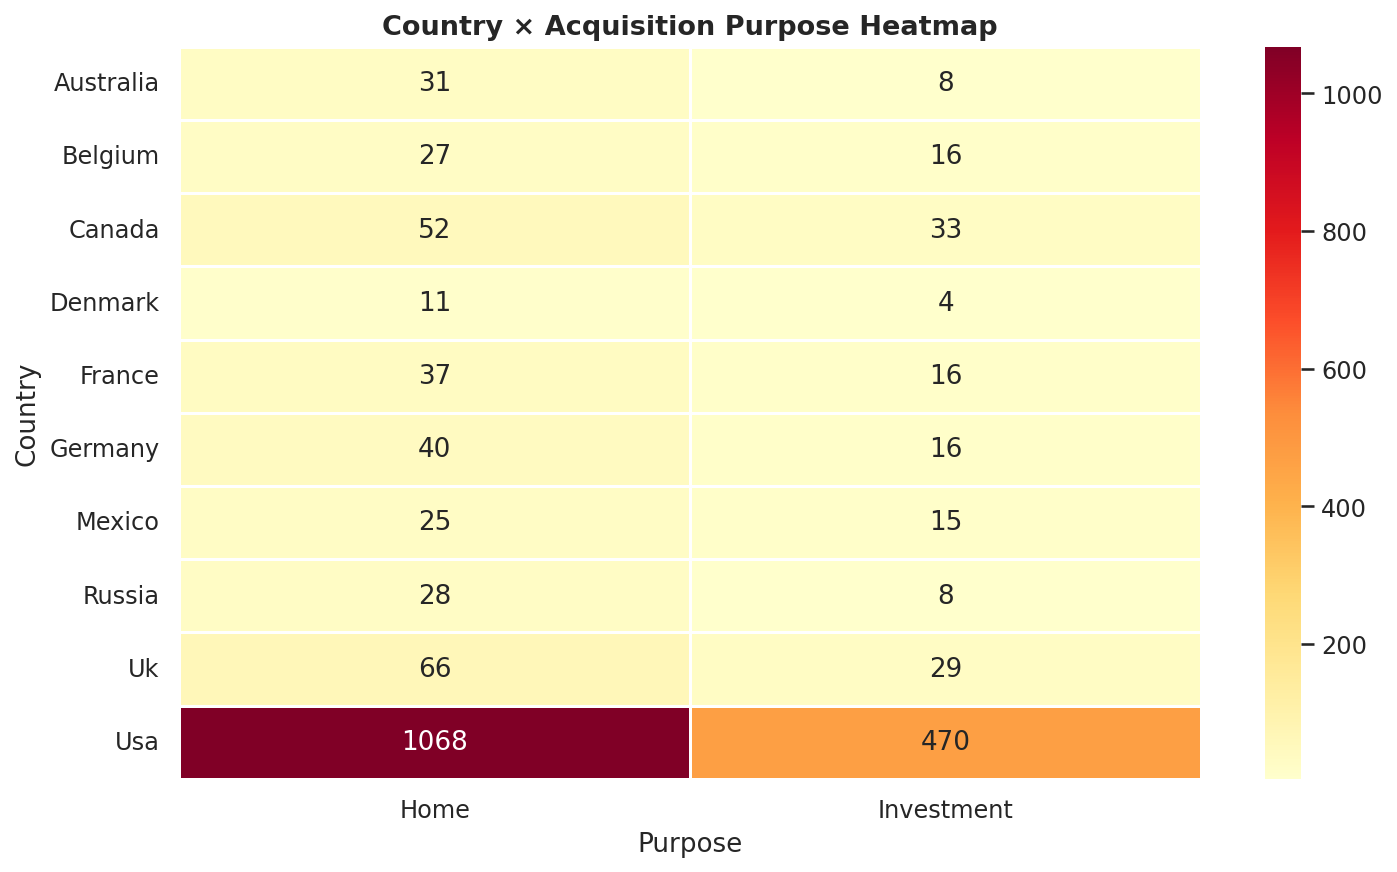 Country × Acquisition Purpose Heatmap
Australia 31 8
Belgium 27 16
Canada 52 33
Denmark 11 4
France 37 16
Germany 40 16
Mexico 25 15
Russia 28 8
Uk 66 29
Usa 1068 470
Home Investment
Purpose
Country
1000
800
600
400
200